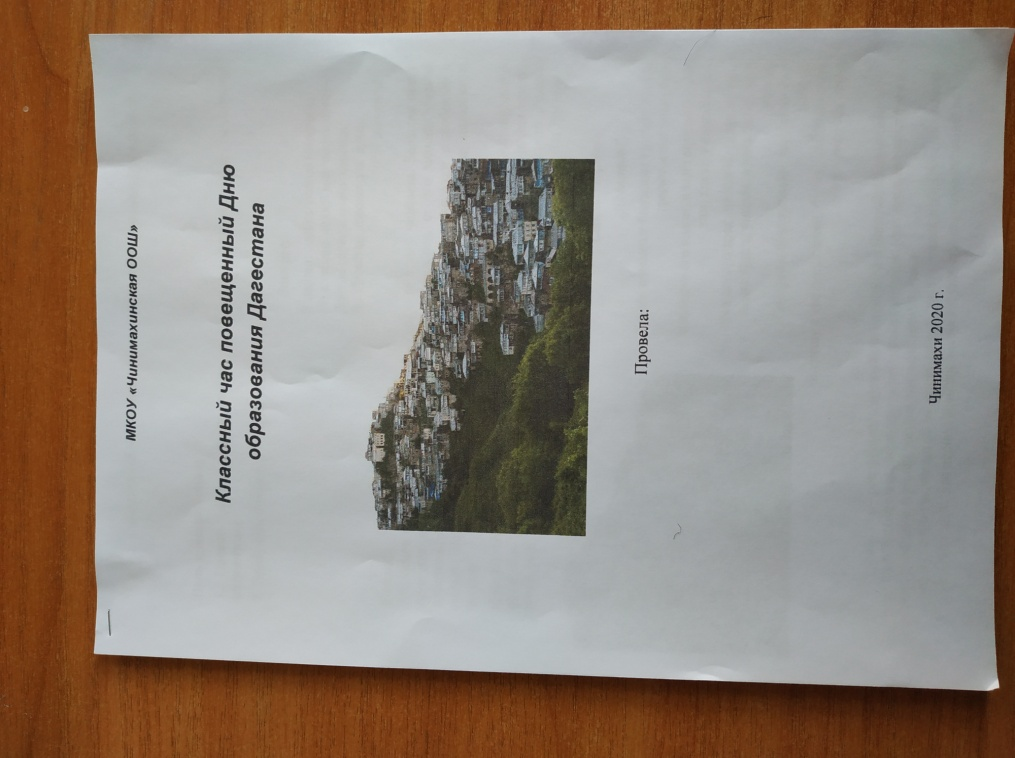 МКОУ «Чинимахинская ООШ»
Классный час повещенный Дню
образования Дагестана
Провела:
Чинимахи 2020 г.